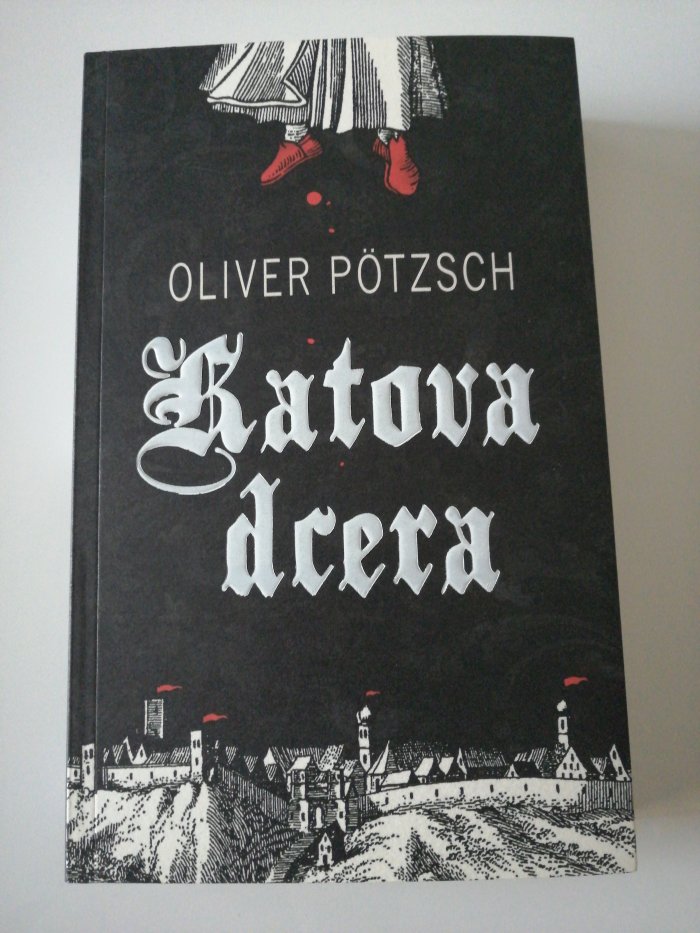 OLIVER PÖTZSCH
Katova
dcera